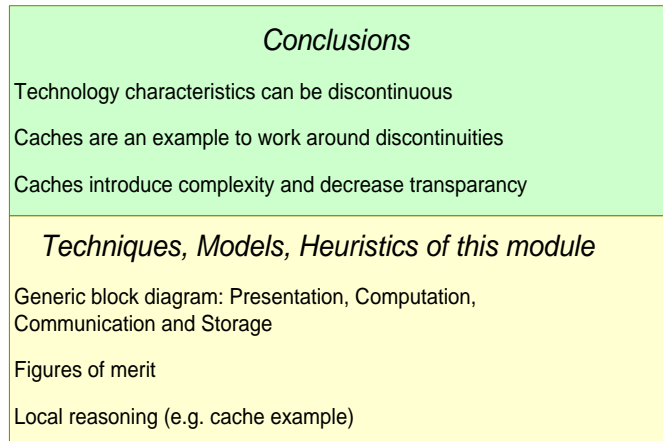 Conclusions
Technology characteristics can be discontinuous
Caches are an example to work around discontinuities
Caches introduce complexity and decrease transparancy
Techniques, Models, Heuristics of this module
Generic block diagram: Presentation, Computation,
Communication and Storage
Figures of merit
Local reasoning (e.g. cache example)